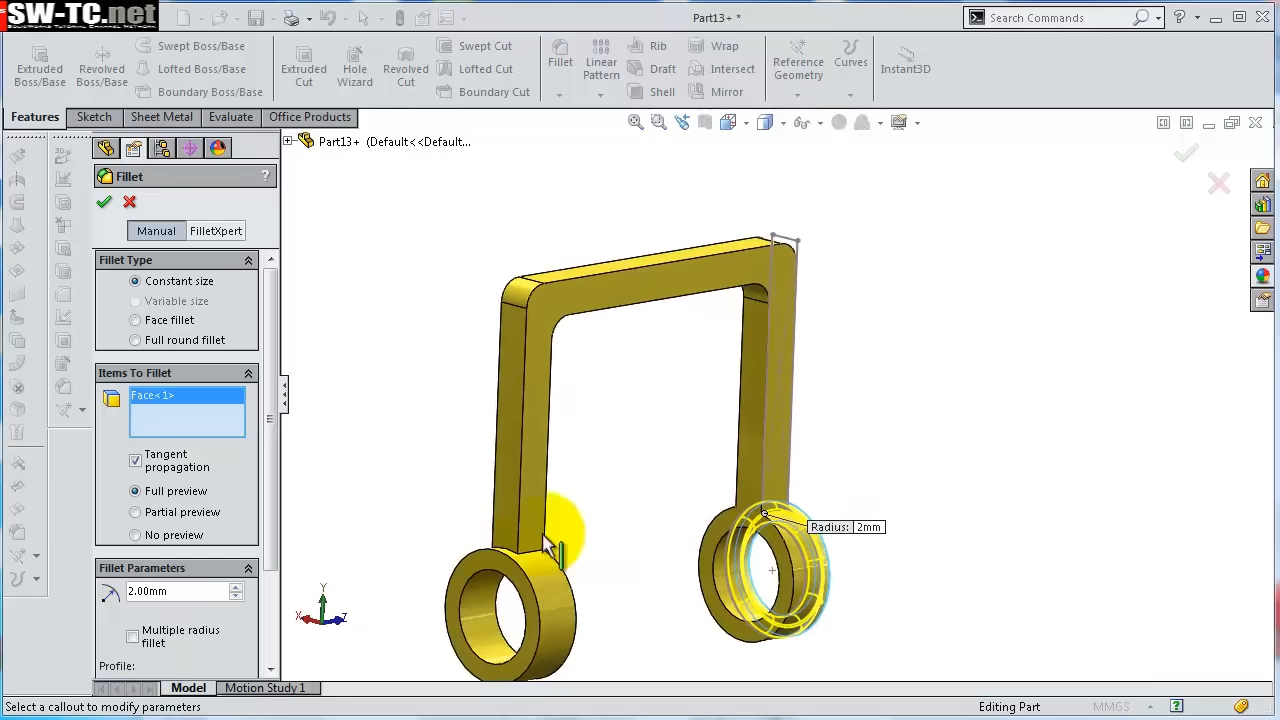 SW-TC.net
SOLIDWORKS TUTORIAL CHANNEL NETWORK
Part13+ *
Search Commands
Extruded Boss/Base
Revolved Boss/Base
Swept Boss/Base
Lofted Boss/Base
Boundary Boss/Base
Extruded Cut
Hole Wizard
Revolved Cut
Swept Cut
Lofted Cut
Boundary Cut
Fillet
Linear Pattern
Rib
Draft
Shell
Wrap
Intersect
Mirror
Reference Geometry
Curves
Instant3D
Features
Sketch
Sheet Metal
Evaluate
Office Products
Part13+ (Default<<Default...
Fillet
?
Manual
FilletXpert
Fillet Type
Constant size
Variable size
Face fillet
Full round fillet
Items To Fillet
Face<1>
Tangent
propagation
Full preview
Partial preview
No preview
Fillet Parameters
2.00mm
Multiple radius
fillet
Profile:
Radius: 2mm
Y
X
Z
Model
Motion Study 1
Select a callout to modify parameters
Editing Part
MMGS